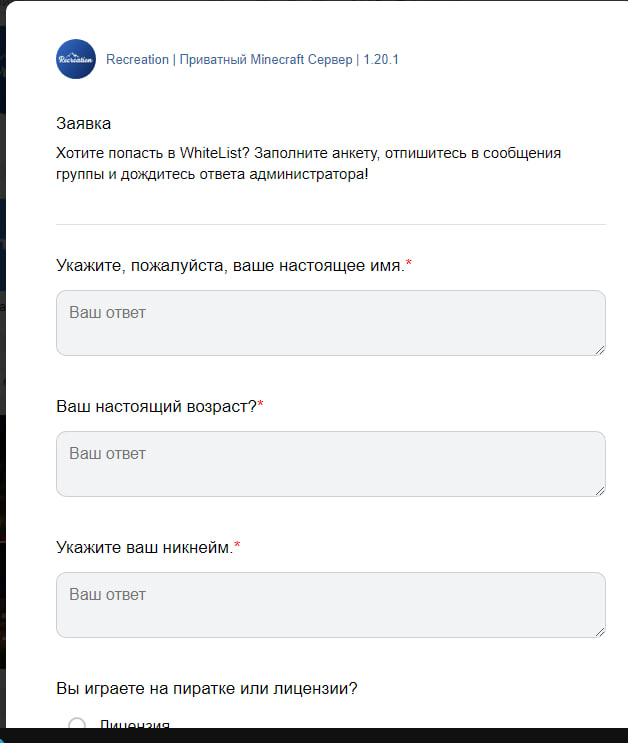 Recreation
Recreation | Приватный Minecraft Сервер | 1.20.1
Заявка
Хотите попасть в WhiteList? Заполните анкету, отпишитесь в сообщения
группы и дождитесь ответа администратора!
Укажите, пожалуйста, ваше настоящее имя.*
Ваш ответ
Ваш настоящий возраст?*
Ваш ответ
Укажите ваш никнейм.*
Ваш ответ
Вы играете на пиратке или лицензии?
Лицензия